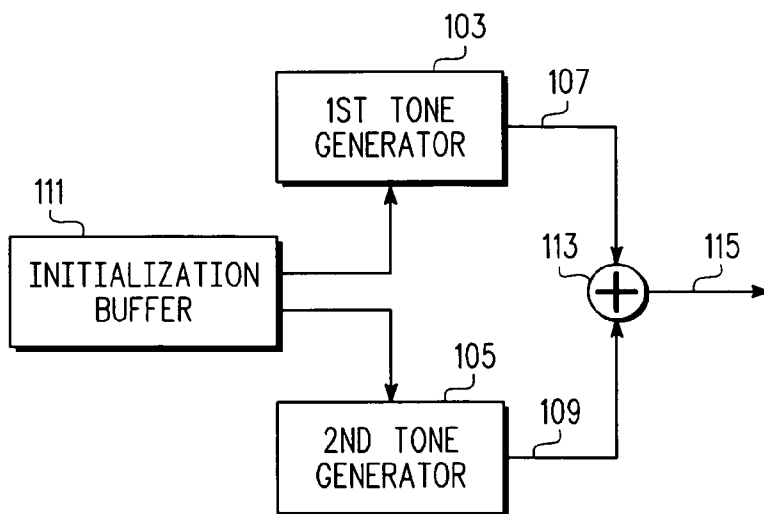 103
1ST TONE
GENERATOR
107
111
INITIALIZATION
BUFFER
113
115
105
2ND TONE
GENERATOR
109